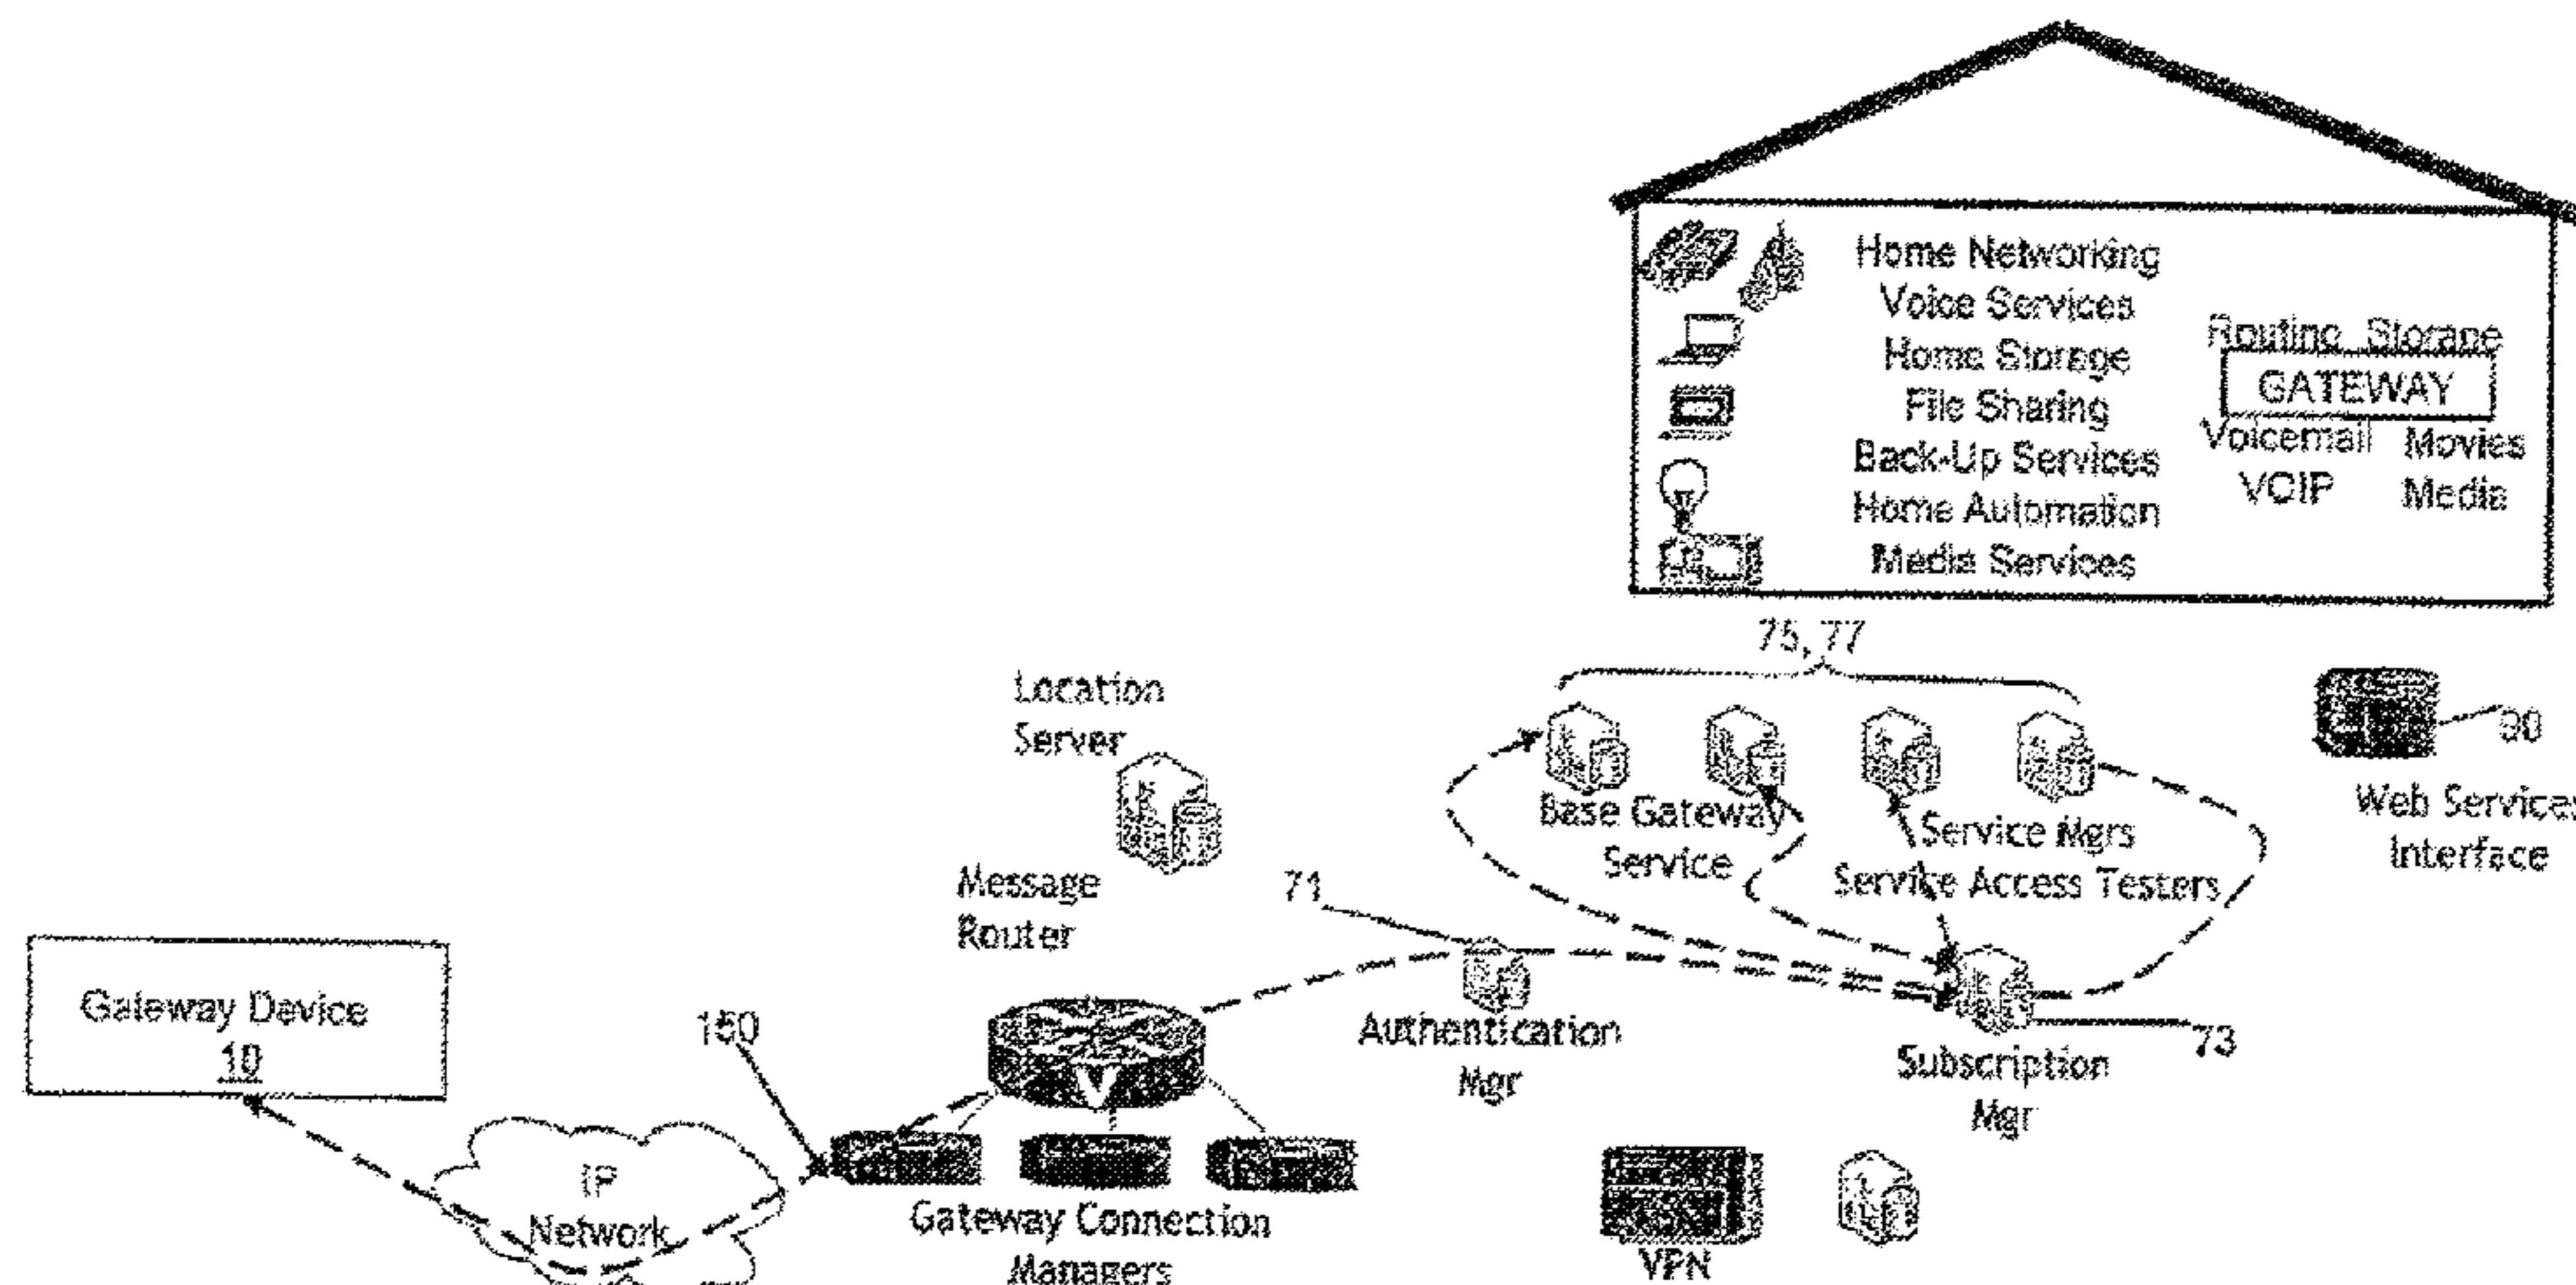 Home Networking
Voice Services
Home Storage
File Sharing
Back-Up Services
Home Automation
Media Services
Routing Storage
GATEWAY
Voicemail Movies
VOIP Media
75, 77
Location
Server
Base Gateway
Service
Service Mgrs
Service Access Testers
Web Services
Interface
Message
Router
71
Gateway Device
10
Authentication
Mgr
73
Subscription
Mgr
IP
Network
Gateway Connection
Managers
VPN